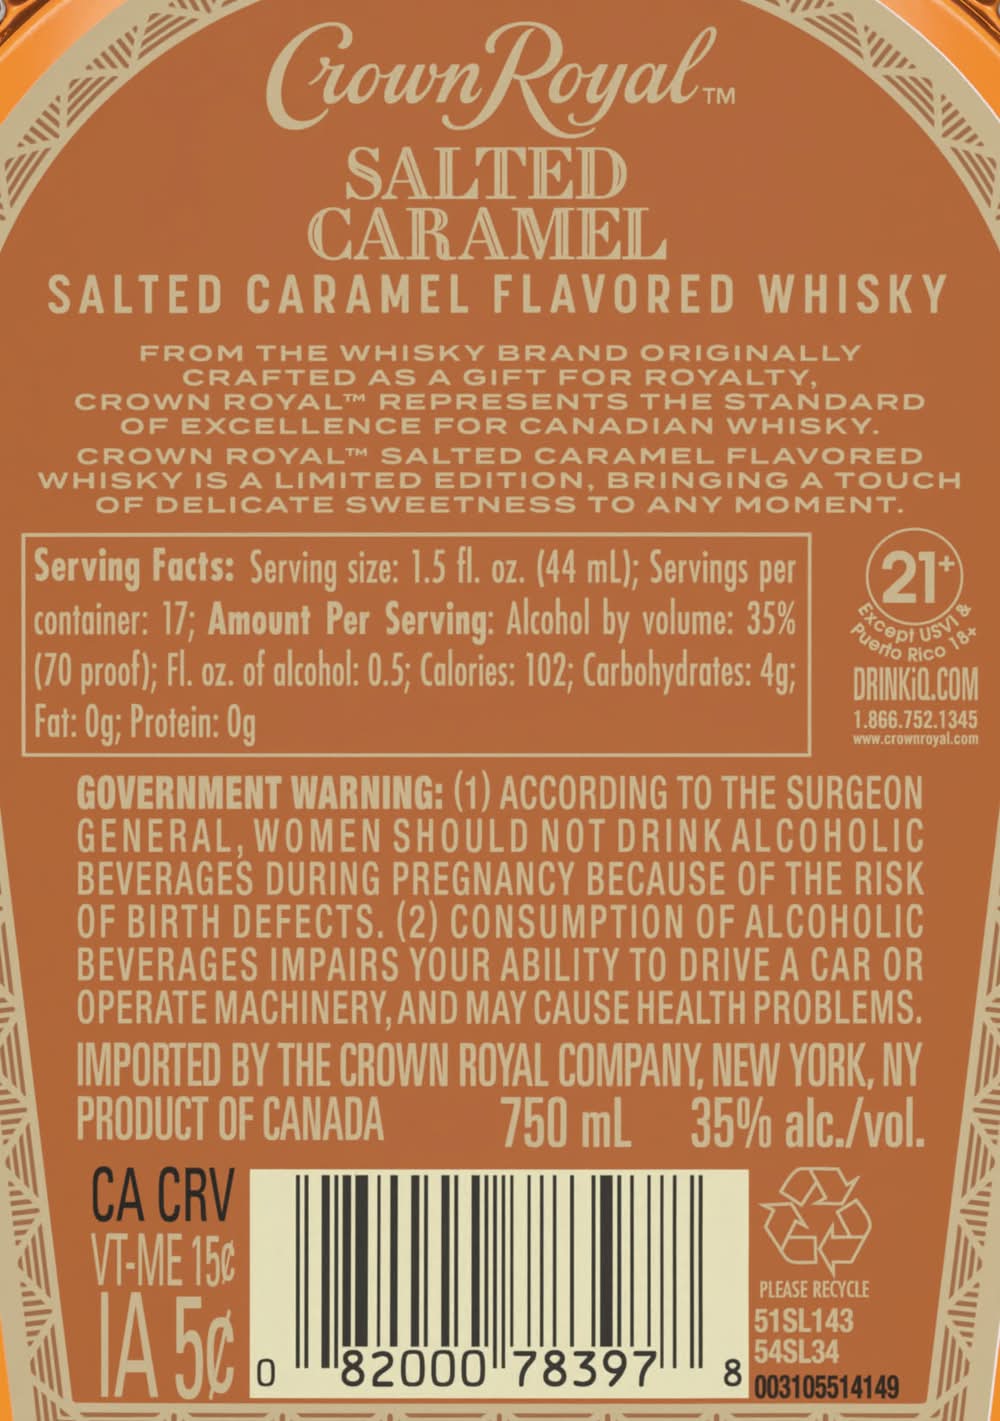 Crown Royal™
SALTED
CARAMEL
SALTED CARAMEL FLAVORED WHISKY
FROM THE WHISKY BRAND ORIGINALLY
CRAFTED AS A GIFT FOR ROYALTY,
CROWN ROYAL™ REPRESENTS THE STANDARD
OF EXCELLENCE FOR CANADIAN WHISKY.
CROWN ROYAL™ SALTED CARAMEL FLAVORED
WHISKY IS A LIMITED EDITION, BRINGING A TOUCH
OF DELICATE SWEETNESS TO ANY MOMENT.
Serving Facts: Serving size: 1.5 fl. oz. (44 mL); Servings per
container: 17; Amount Per Serving: Alcohol by volume: 35%
(70 proof); Fl. oz. of alcohol: 0.5; Calories: 102; Carbohydrates: 4g;
Fat: 0g; Protein: 0g
21+
Except USVI &
Puerto Rico 18+
DRINKiQ.COM
1.866.752.1345
www.crownroyal.com
GOVERNMENT WARNING: (1) ACCORDING TO THE SURGEON
GENERAL, WOMEN SHOULD NOT DRINK ALCOHOLIC
BEVERAGES DURING PREGNANCY BECAUSE OF THE RISK
OF BIRTH DEFECTS. (2) CONSUMPTION OF ALCOHOLIC
BEVERAGES IMPAIRS YOUR ABILITY TO DRIVE A CAR OR
OPERATE MACHINERY, AND MAY CAUSE HEALTH PROBLEMS.
IMPORTED BY THE CROWN ROYAL COMPANY, NEW YORK, NY
PRODUCT OF CANADA 750 mL 35% alc./vol.
CA CRV
VT-ME 15¢
IA 5¢
0 82000 78397 8
PLEASE RECYCLE
51SL143
54SL34
003105514149